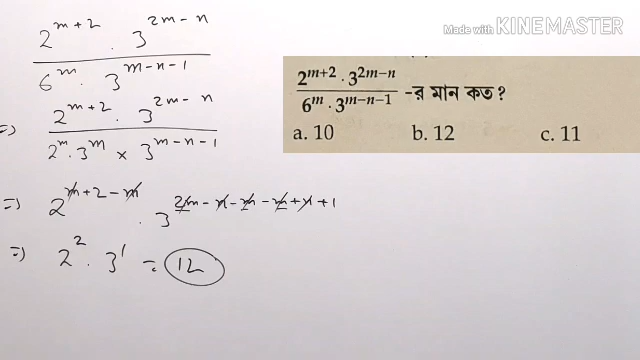 Made with KINEMASTER
2^{m+2} · 3^{2m-n}
6^m · 3^{m-n-1}
=) 2^{m+2} · 3^{2m-n}
2^m · 3^m × 3^{m-n-1}
=) 2^{m+2-m} · 3^{2m-n-m-m+n+1}
=) 2^2 · 3^1 = 12
2^{m+2} · 3^{2m-n}
6^m · 3^{m-n-1} -র মান কত?
a. 10 b. 12 c. 11